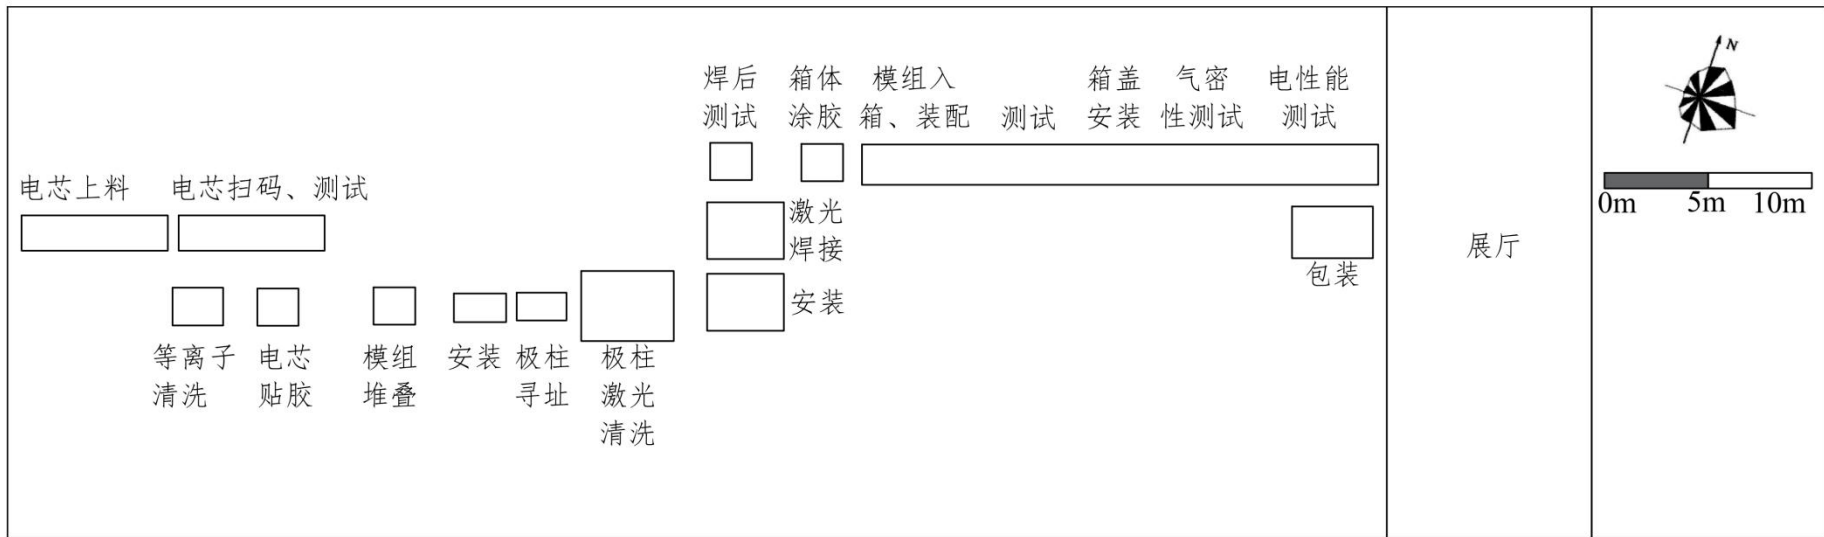 焊后
测试
箱体
涂胶
模组入
箱、装配
测试
箱盖
安装
气密
性测试
电性能
测试
N
0m 5m 10m
电芯上料
电芯扫码、测试
激光
焊接
包装
展厅
安装
等离子
清洗
电芯
贴胶
模组
堆叠
安装
极柱
寻址
极柱
激光
清洗